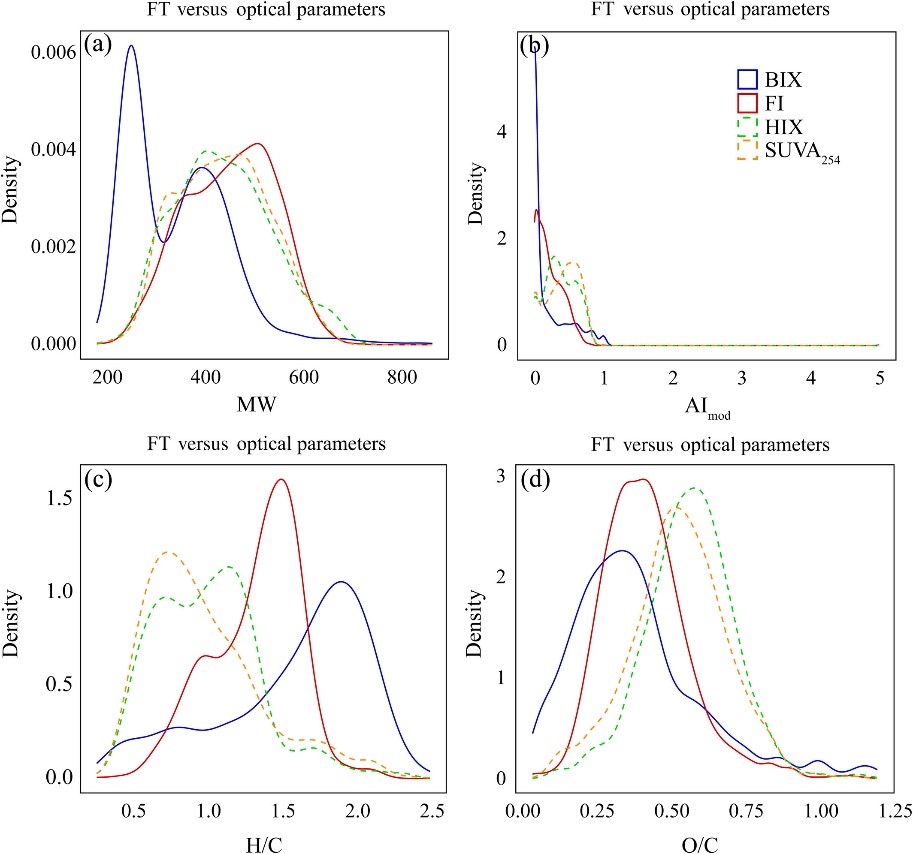 FT versus optical parameters
(a)
0.006
0.004
0.002
0.000
Density
200 400 600 800
MW
FT versus optical parameters
(b)
BIX
FI
HIX
SUVA254
4
2
0
Density
0 1 2 3 4 5
AImod
FT versus optical parameters
(c)
1.5
1.0
0.5
0.0
Density
0.5 1.0 1.5 2.0 2.5
H/C
FT versus optical parameters
(d)
3
2
1
0
Density
0.00 0.25 0.50 0.75 1.00 1.25
O/C